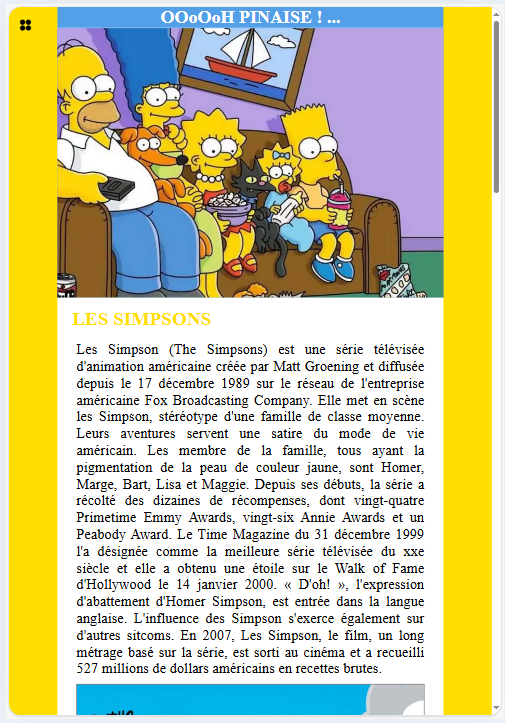 OOoOoH PINAISE ! ...
LES SIMPSONS
Les Simpson (The Simpsons) est une série télévisée
d'animation américaine créée par Matt Groening et diffusée
depuis le 17 décembre 1989 sur le réseau de l'entreprise
américaine Fox Broadcasting Company. Elle met en scène
les Simpson, stéréotype d'une famille de classe moyenne.
Leurs aventures servent une satire du mode de vie
américain. Les membre de la famille, tous ayant la
pigmentation de la peau de couleur jaune, sont Homer,
Marge, Bart, Lisa et Maggie. Depuis ses débuts, la série a
récolté des dizaines de récompenses, dont vingt-quatre
Primetime Emmy Awards, vingt-six Annie Awards et un
Peabody Award. Le Time Magazine du 31 décembre 1999
l'a désignée comme la meilleure série télévisée du xxe
siècle et elle a obtenu une étoile sur le Walk of Fame
d'Hollywood le 14 janvier 2000. « D'oh! », l'expression
d'abattement d'Homer Simpson, est entrée dans la langue
anglaise. L'influence des Simpson s'exerce également sur
d'autres sitcoms. En 2007, Les Simpson, le film, un long
métrage basé sur la série, est sorti au cinéma et a recueilli
527 millions de dollars américains en recettes brutes.